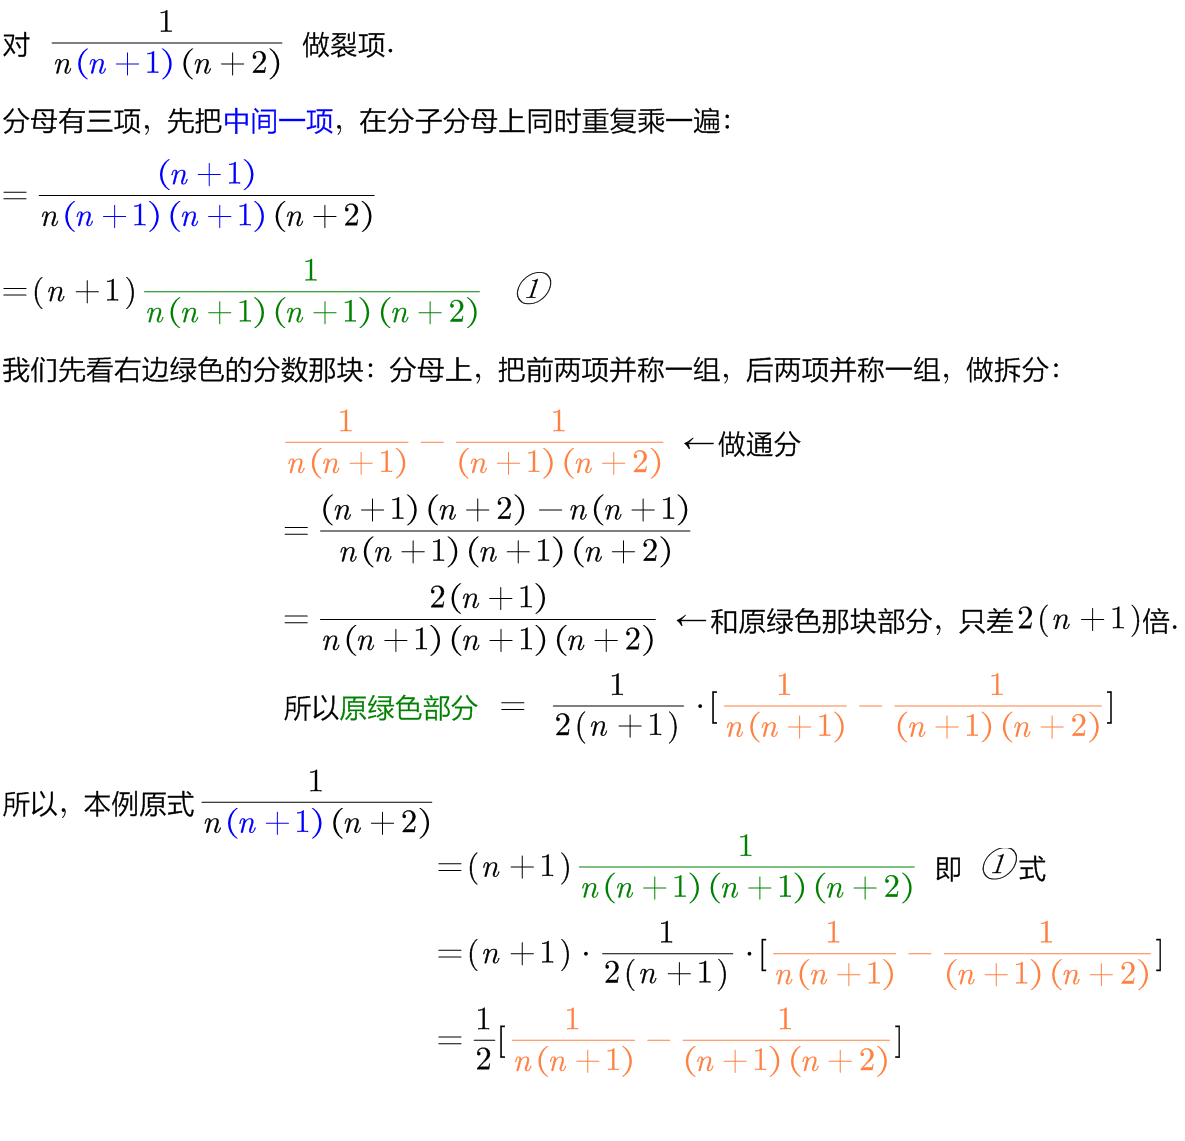 对 \frac{1}{n(n+1)(n+2)} 做裂项.
分母有三项，先把中间一项，在分子分母上同时重复乘一遍：
= \frac{(n+1)}{n(n+1)(n+1)(n+2)}
=(n+1)\frac{1}{n(n+1)(n+1)(n+2)} ①
我们先看右边绿色的分数那块：分母上，把前两项并称一组，后两项并称一组，做拆分：
\frac{1}{n(n+1)} - \frac{1}{(n+1)(n+2)} ←做通分
= \frac{(n+1)(n+2)-n(n+1)}{n(n+1)(n+1)(n+2)}
= \frac{2(n+1)}{n(n+1)(n+1)(n+2)} ←和原绿色那块部分，只差2(n+1)倍.
所以原绿色部分 = \frac{1}{2(n+1)}·[\frac{1}{n(n+1)} - \frac{1}{(n+1)(n+2)}]
所以，本例原式\frac{1}{n(n+1)(n+2)}
=(n+1)\frac{1}{n(n+1)(n+1)(n+2)} 即 ①式
=(n+1)·\frac{1}{2(n+1)}·[\frac{1}{n(n+1)} - \frac{1}{(n+1)(n+2)}]
= \frac{1}{2}[\frac{1}{n(n+1)} - \frac{1}{(n+1)(n+2)}]